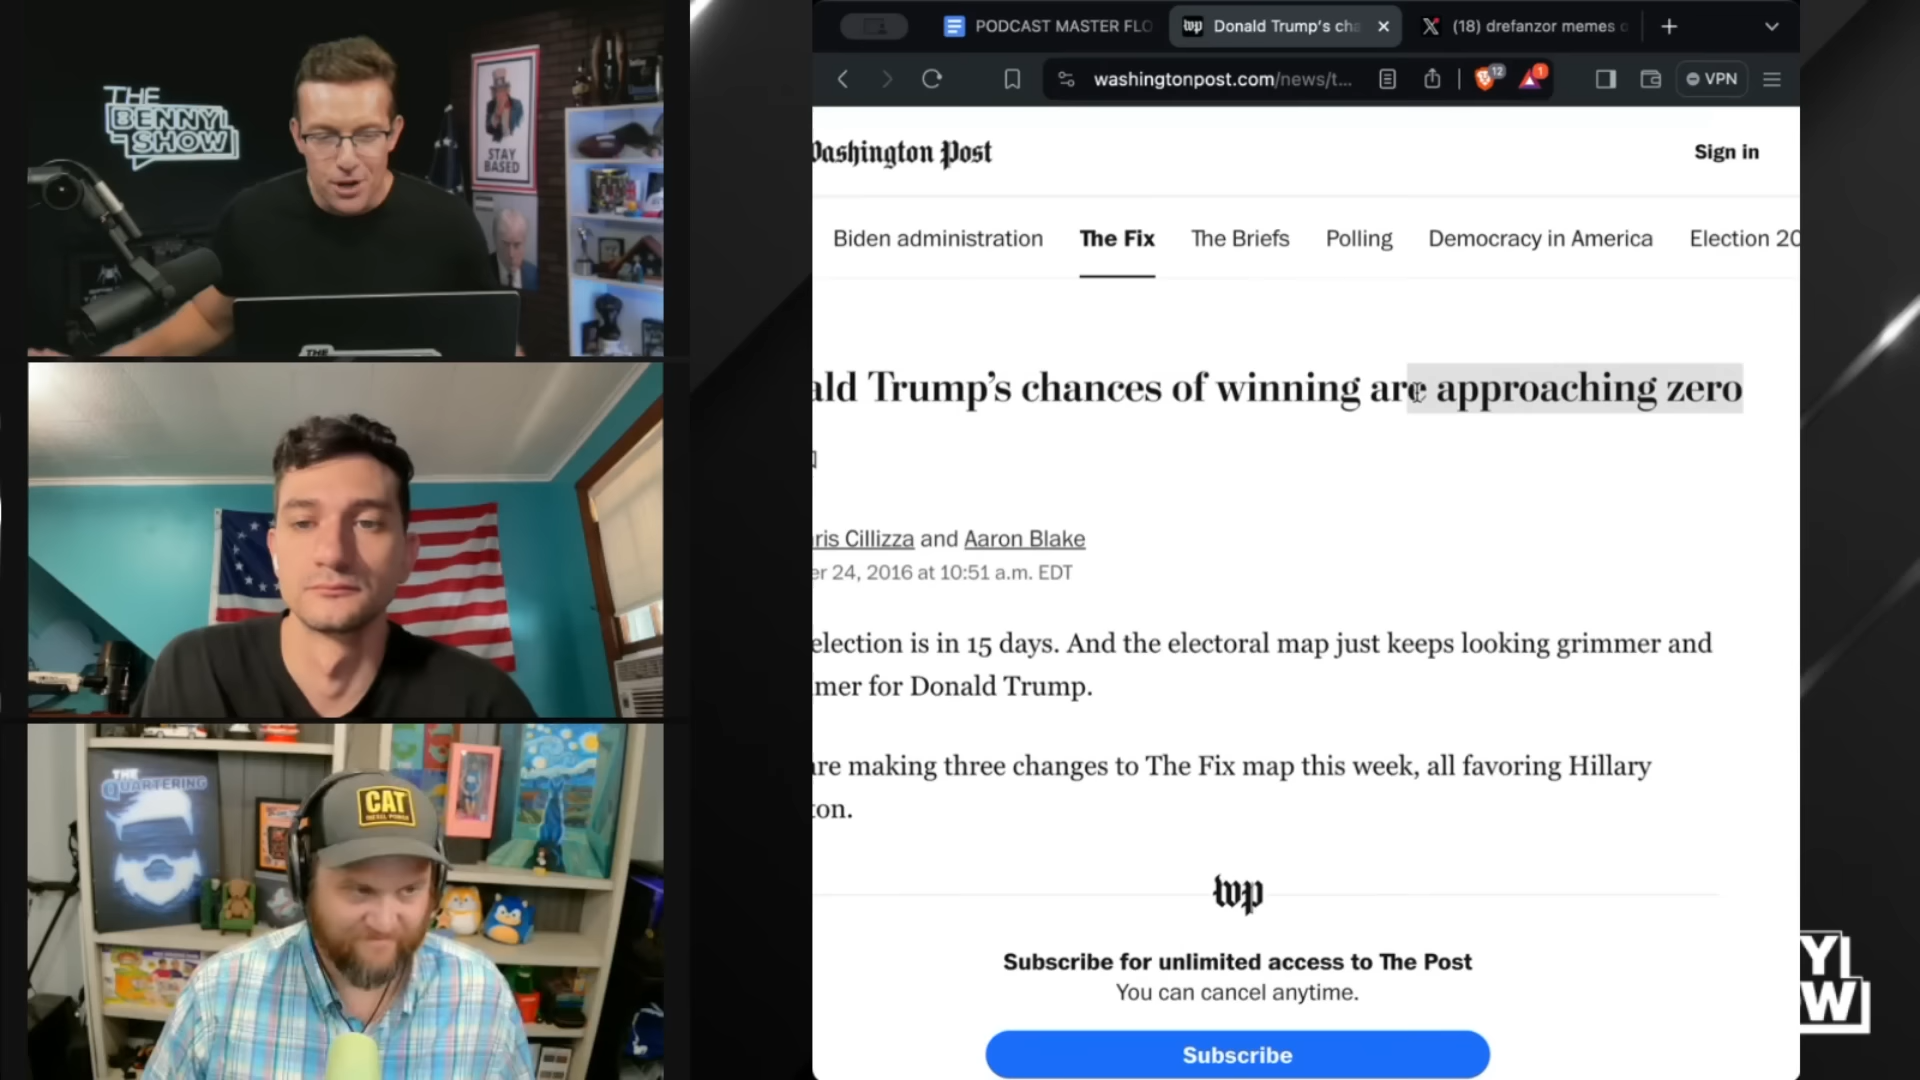 THE
BENNY
SHOW
STAY
BASED
THE
THE
QUARTERING
CAT
DIESEL POWER
PODCAST MASTER FLO
Donald Trump's cha
(18) drefanzor memes o
washingtonpost.com/news/t...
12
1
VPN
Washington Post
Sign in
Biden administration
The Fix
The Briefs
Polling
Democracy in America
Election 20
ald Trump's chances of winning are approaching zero
ris Cillizza and Aaron Blake
er 24, 2016 at 10:51 a.m. EDT
election is in 15 days. And the electoral map just keeps looking grimmer and
mer for Donald Trump.
re making three changes to The Fix map this week, all favoring Hillary
ton.
wp
Subscribe for unlimited access to The Post
You can cancel anytime.
Subscribe
Y
W